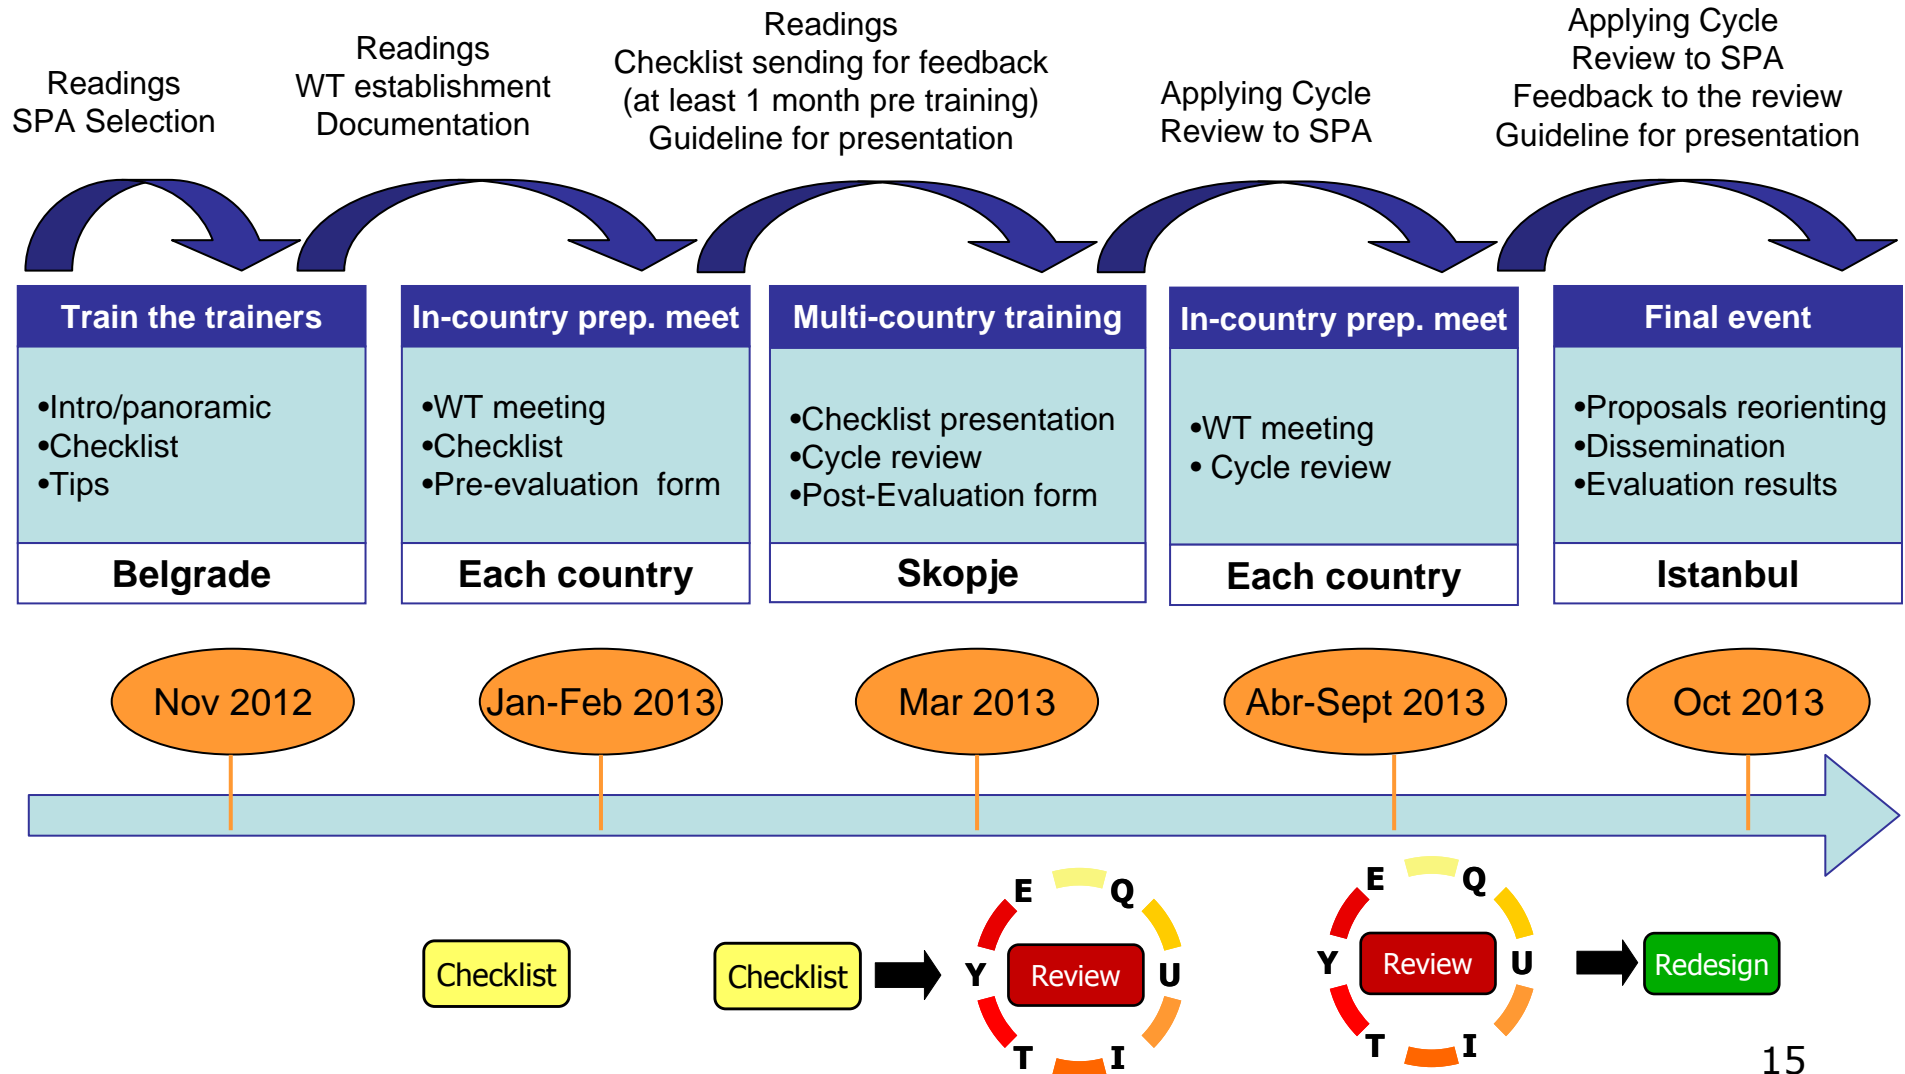 Readings
SPA Selection
Readings
WT establishment
Documentation
Readings
Checklist sending for feedback
(at least 1 month pre training)
Guideline for presentation
Applying Cycle
Review to SPA
Applying Cycle
Review to SPA
Feedback to the review
Guideline for presentation
Train the trainers
•Intro/panoramic
•Checklist
•Tips
Belgrade
In-country prep. meet
•WT meeting
•Checklist
•Pre-evaluation form
Each country
Multi-country training
•Checklist presentation
•Cycle review
•Post-Evaluation form
Skopje
In-country prep. meet
•WT meeting
• Cycle review
Each country
Final event
•Proposals reorienting
•Dissemination
•Evaluation results
Istanbul
Nov 2012
Jan-Feb 2013
Mar 2013
Abr-Sept 2013
Oct 2013
Checklist
Checklist
E Q U I T Y
Review
E Q U I T Y
Review
Redesign
15